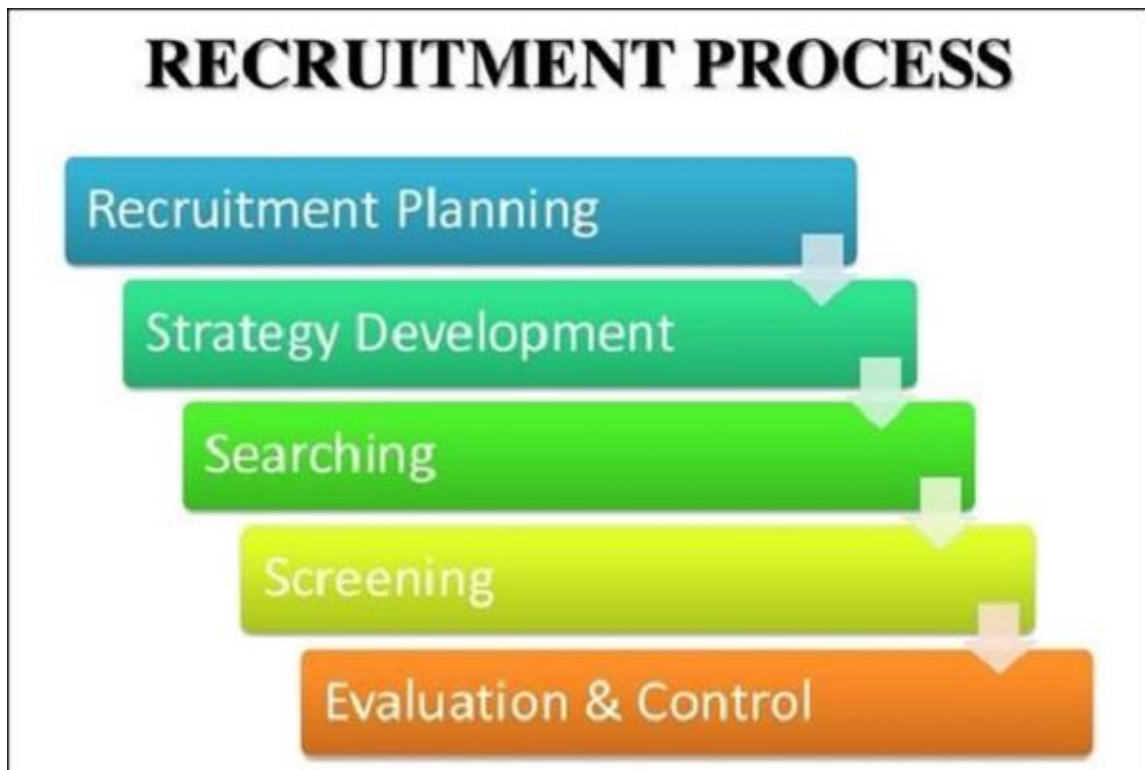 RECRUITMENT PROCESS
Recruitment Planning
Strategy Development
Searching
Screening
Evaluation & Control